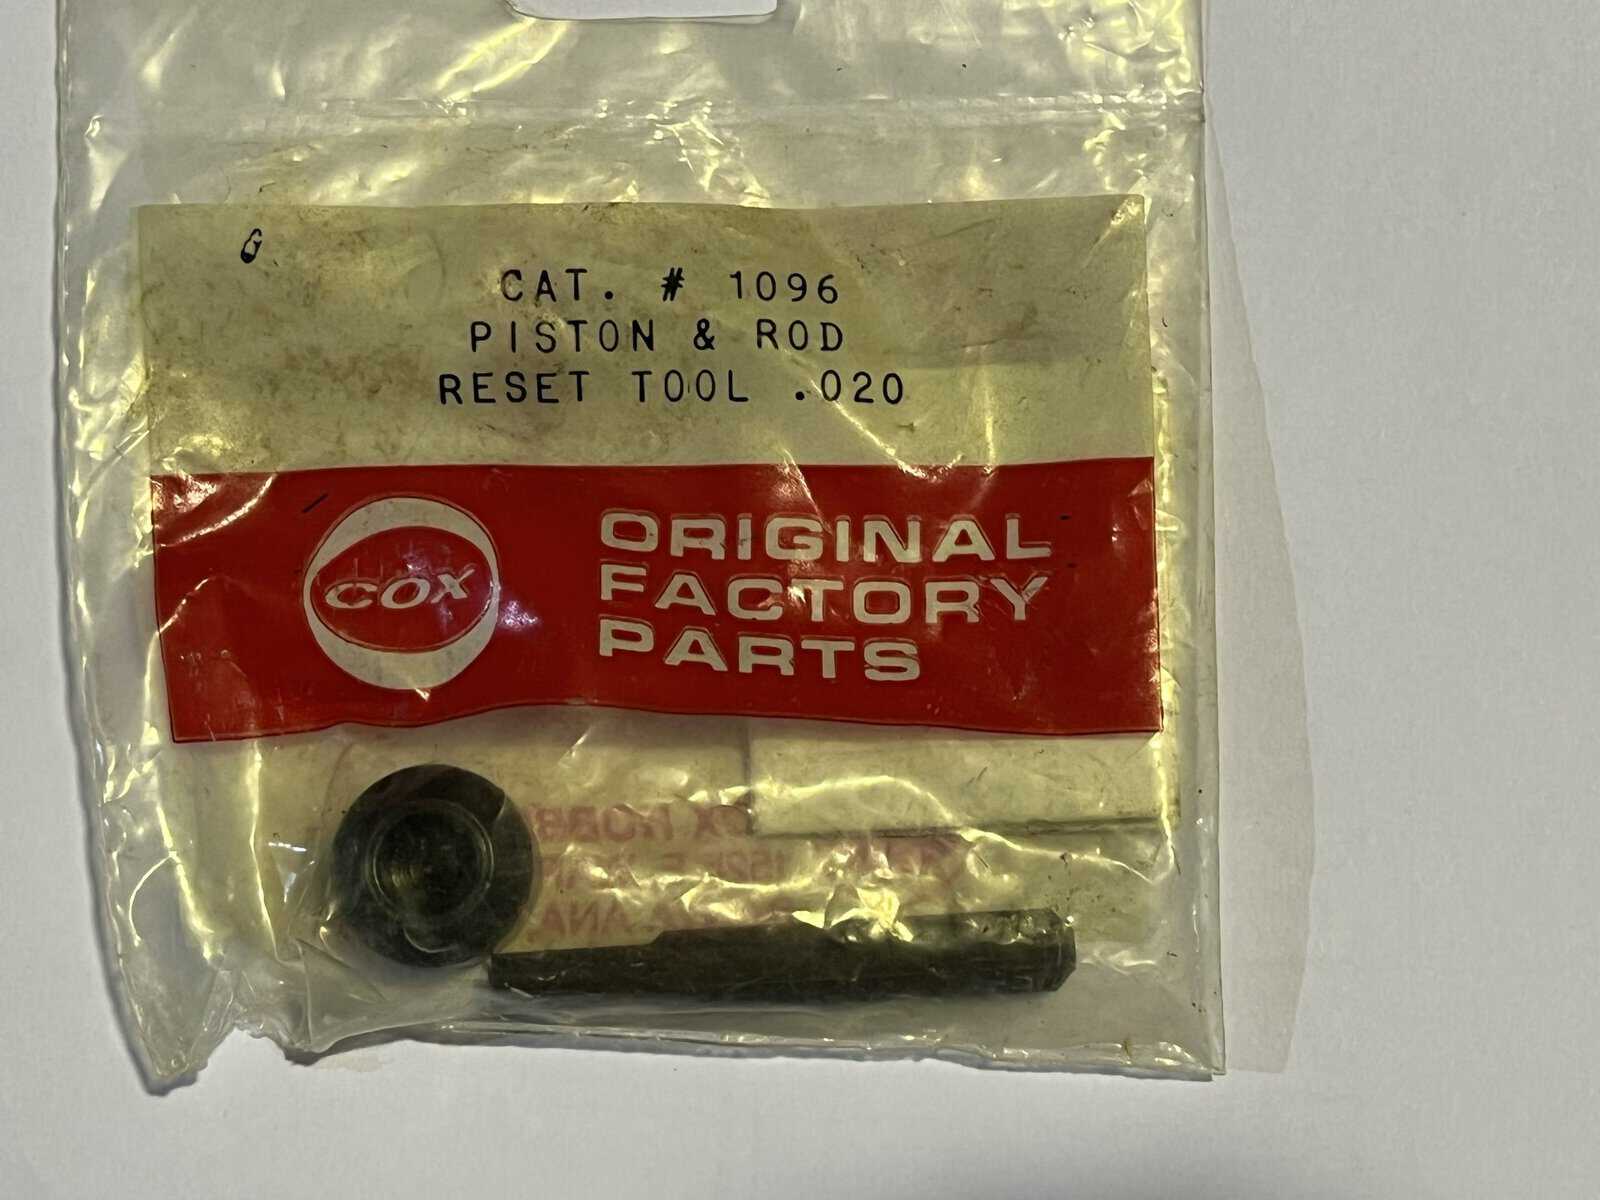 G
CAT. # 1096
PISTON & ROD
RESET TOOL .020
COX
ORIGINAL
FACTORY
PARTS